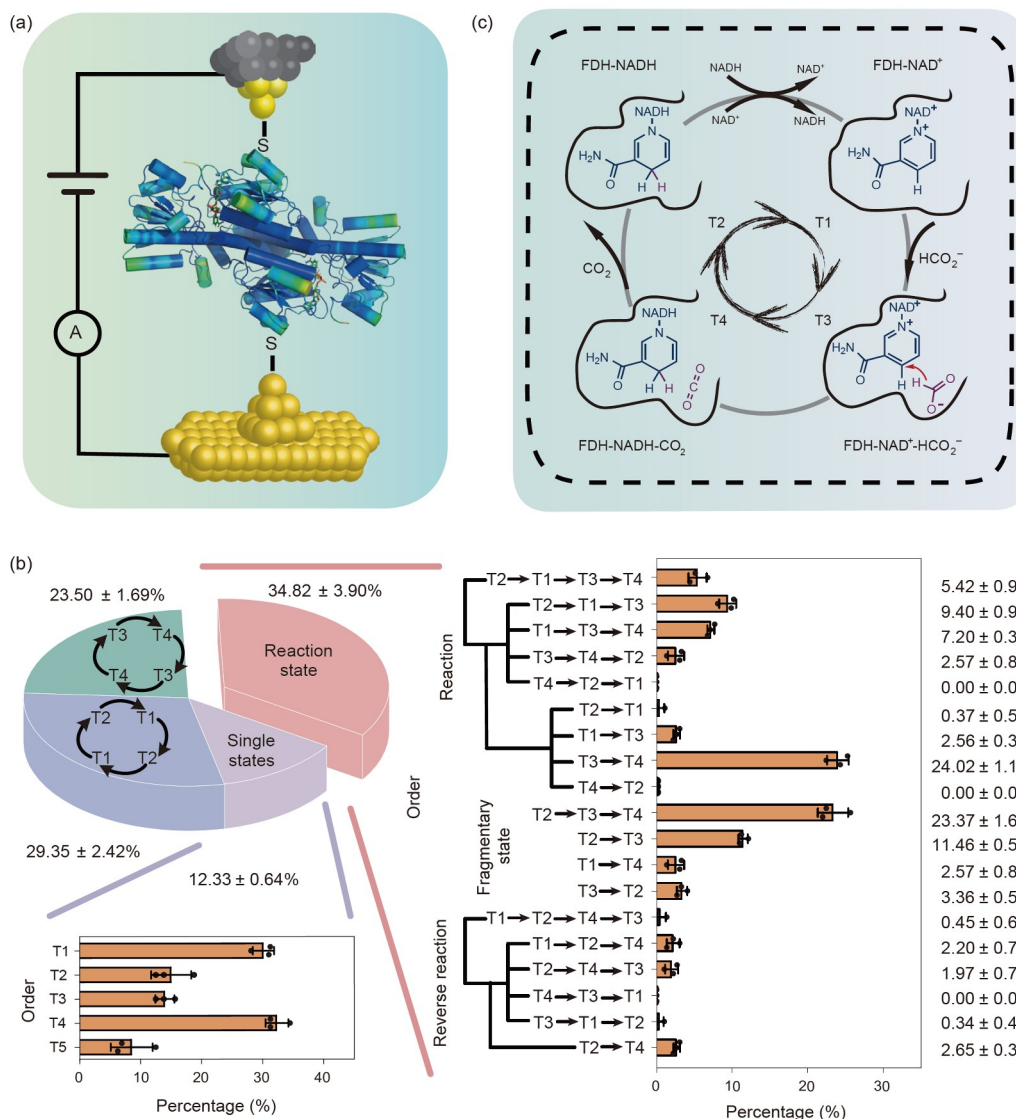 (a)
S
A
S
(c)
FDH-NADH
NADH
NAD⁺
FDH-NAD⁺
NAD⁺
NADH
NADH
N
H₂N
O
H H
NAD⁺
N⁺
H₂N
O
H
T2
T1
CO₂
HCO₂⁻
T4
T3
NADH
N
H₂N
O
H H
O=C=O
NAD⁺
N⁺
H₂N
O
H
H
O
O⁻
FDH-NADH-CO₂
FDH-NAD⁺-HCO₂⁻
(b)
23.50 ± 1.69%
34.82 ± 3.90%
T3
T4
T4
T3
Reaction
state
T2
T1
T1
T2
Single
states
29.35 ± 2.42%
12.33 ± 0.64%
Order
T1
T2
T3
T4
T5
0 10 20 30 40
Percentage (%)
Order
Reaction
T2 → T1 → T3 → T4 5.42 ± 0.9
T2 → T1 → T3 9.40 ± 0.9
T1 → T3 → T4 7.20 ± 0.3
T3 → T4 → T2 2.57 ± 0.8
T4 → T2 → T1 0.00 ± 0.0
T2 → T1 0.37 ± 0.5
T1 → T3 2.56 ± 0.3
T3 → T4 24.02 ± 1.1
T4 → T2 0.00 ± 0.0
Fragmentary
state
T2 → T3 → T4 23.37 ± 1.6
T2 → T3 11.46 ± 0.5
T1 → T4 2.57 ± 0.8
T3 → T2 3.36 ± 0.5
Reverse reaction
T1 → T2 → T4 → T3 0.45 ± 0.6
T1 → T2 → T4 2.20 ± 0.7
T2 → T4 → T3 1.97 ± 0.7
T4 → T3 → T1 0.00 ± 0.0
T3 → T1 → T2 0.34 ± 0.4
T2 → T4 2.65 ± 0.3
0 10 20 30
Percentage (%)